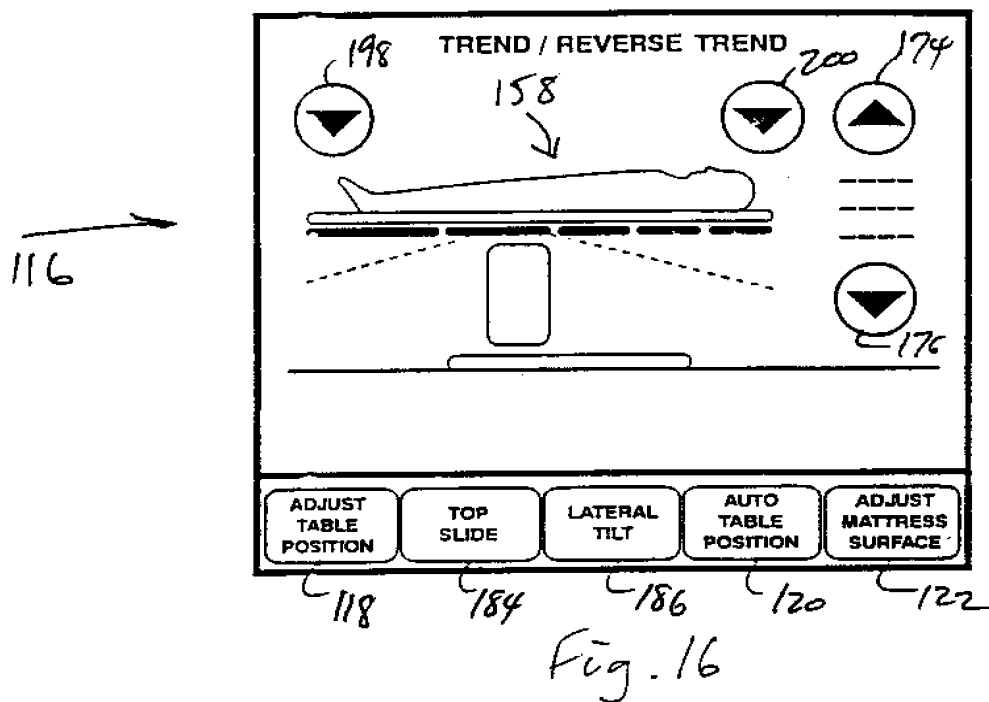 TREND / REVERSE TREND
198
158
200
174
116
176
ADJUST
TABLE
POSITION
TOP
SLIDE
LATERAL
TILT
AUTO
TABLE
POSITION
ADJUST
MATTRESS
SURFACE
118
184
186
120
122
Fig. 16